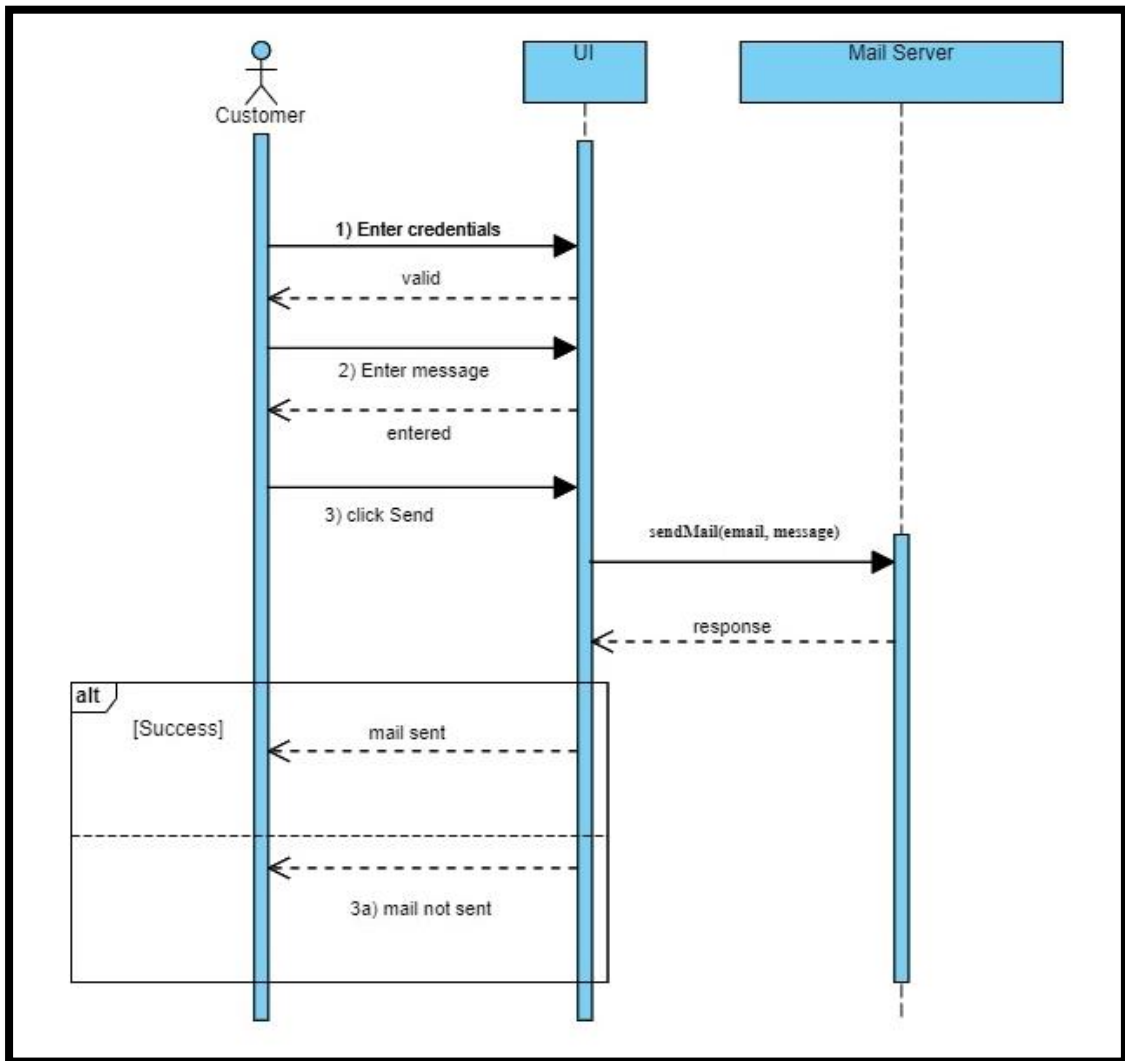 UI
Mail Server
Customer
1) Enter credentials
valid
2) Enter message
entered
3) click Send
sendMail(email, message)
response
alt
[Success]
mail sent
3a) mail not sent